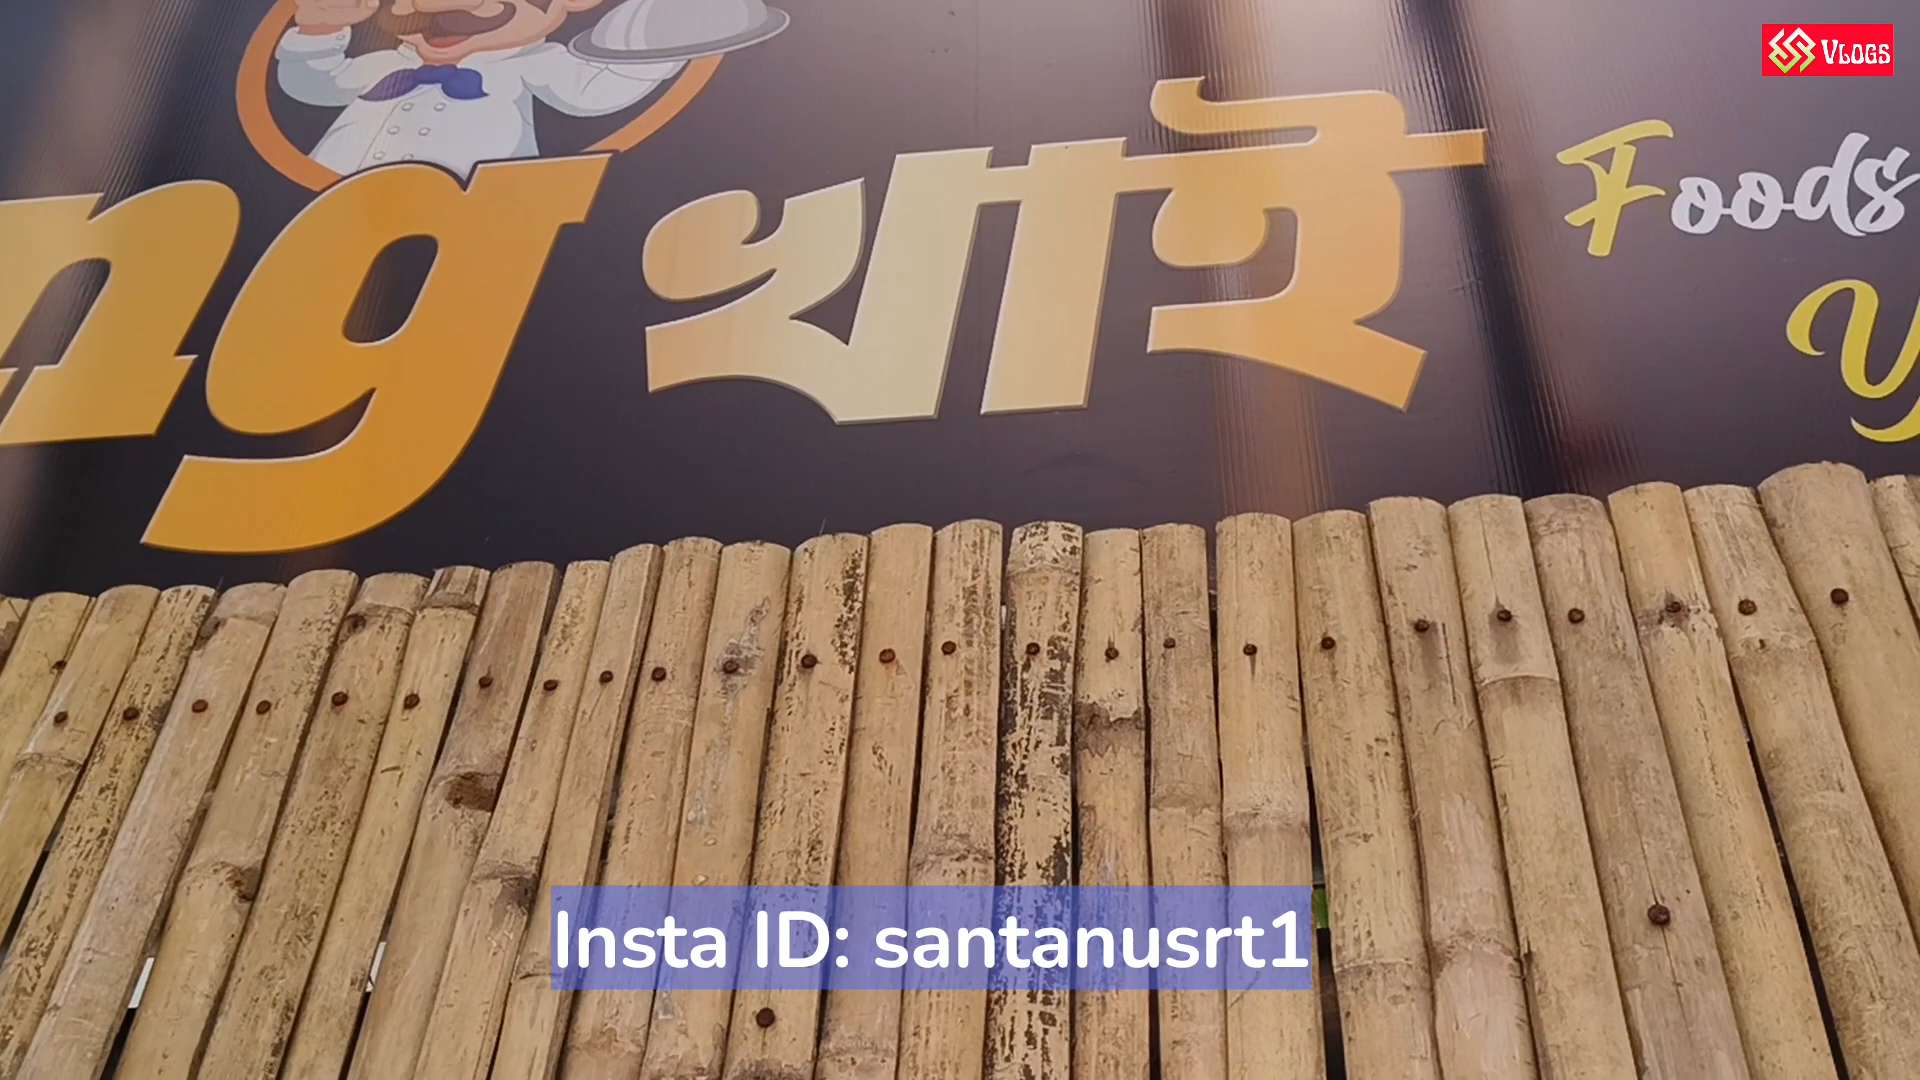 Vlogs
ng খাই
Foods
Insta ID: santanusrt1